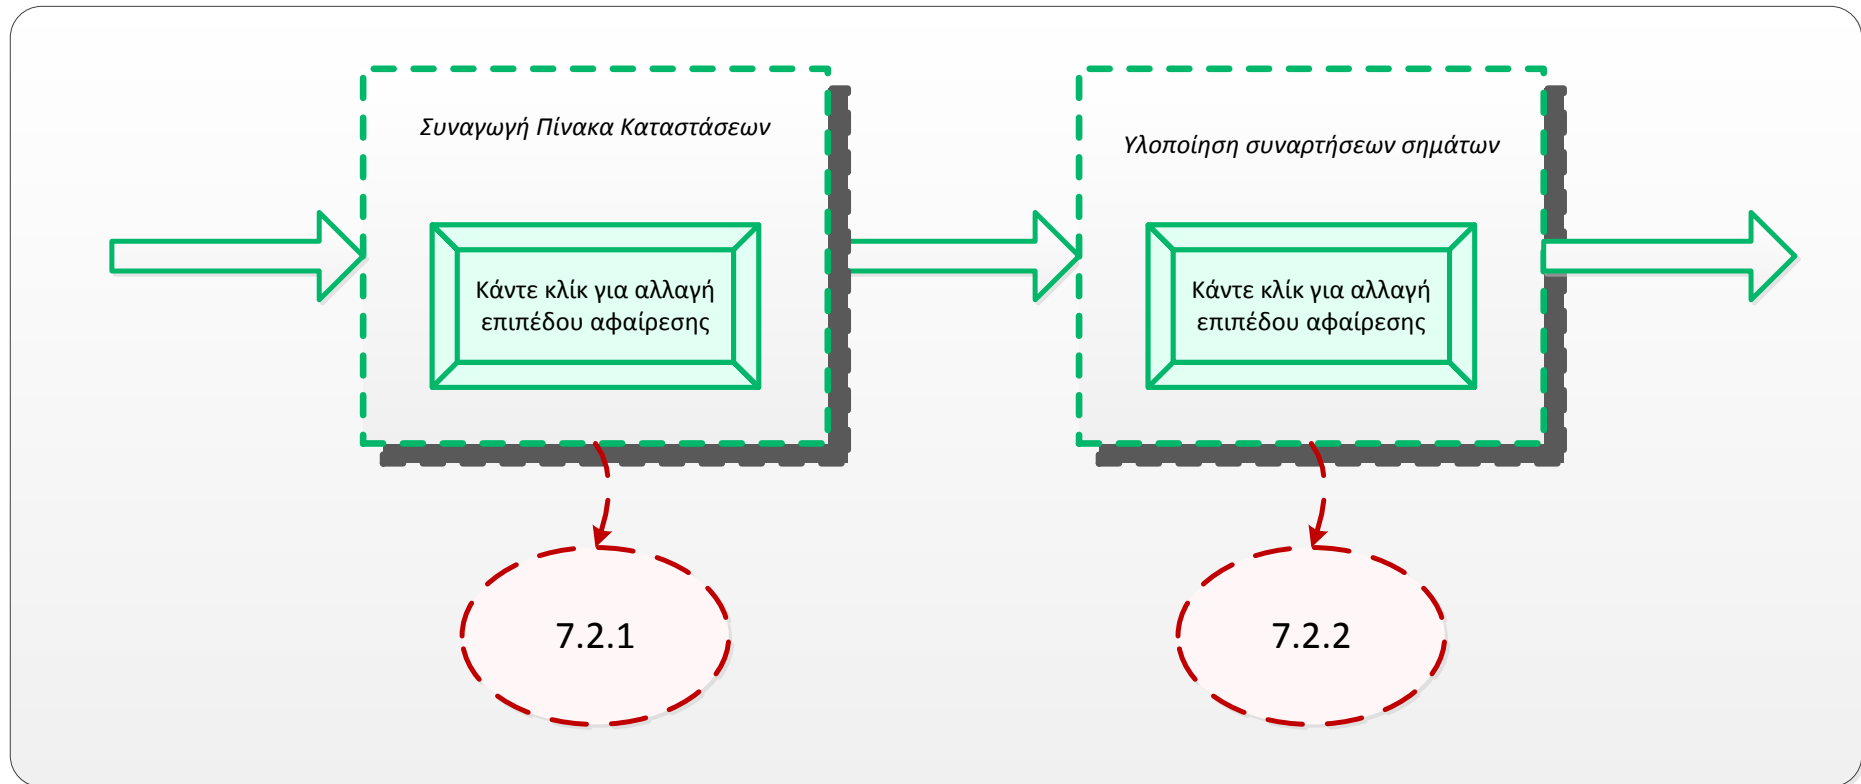 Συναγωγή Πίνακα Καταστάσεων
Υλοποίηση συναρτήσεων σημάτων
Κάντε κλίκ για αλλαγή
επιπέδου αφαίρεσης
Κάντε κλίκ για αλλαγή
επιπέδου αφαίρεσης
7.2.1
7.2.2